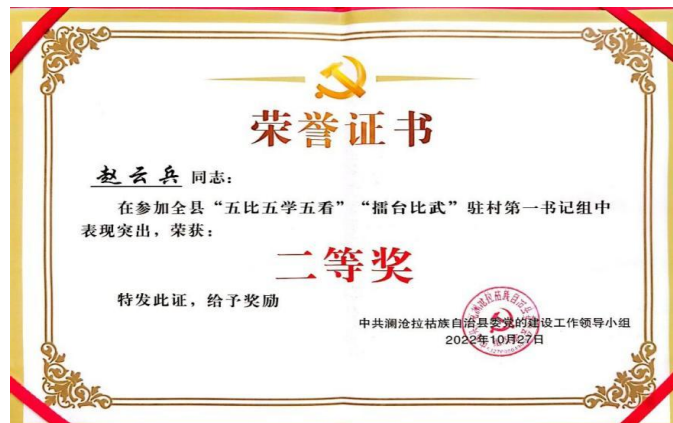 荣誉证书
赵云兵 同志：
在参加全县“五比五学五看”“擂台比武”驻村第一书记组中
表现突出，荣获：
二等奖
特发此证，给予奖励
中共澜沧拉祜族自治县委党的建设工作领导小组
2022年10月27日